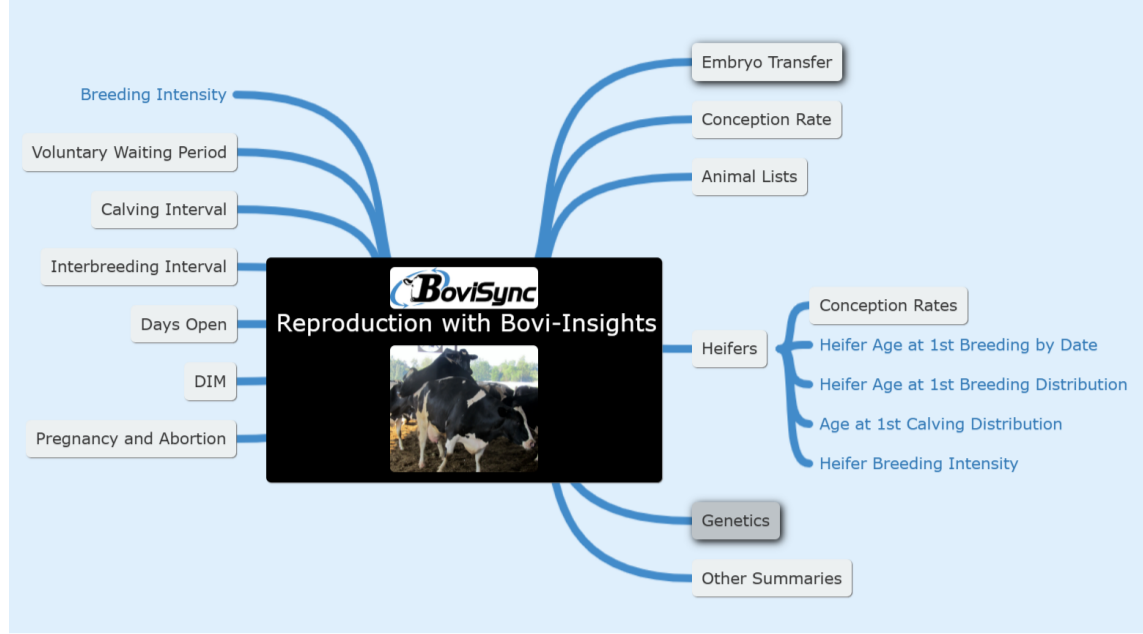 Breeding Intensity
Voluntary Waiting Period
Calving Interval
Interbreeding Interval
Days Open
DIM
Pregnancy and Abortion
BoviSync
Reproduction with Bovi-Insights
Embryo Transfer
Conception Rate
Animal Lists
Heifers
Conception Rates
Heifer Age at 1st Breeding by Date
Heifer Age at 1st Breeding Distribution
Age at 1st Calving Distribution
Heifer Breeding Intensity
Genetics
Other Summaries